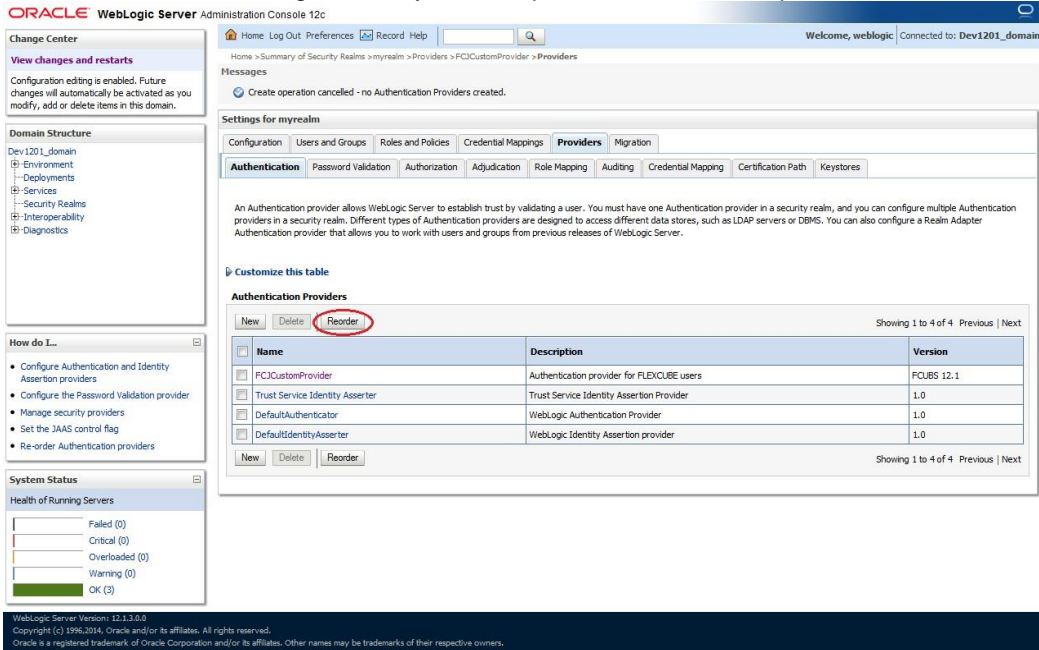 ORACLE WebLogic Server Administration Console 12c
Change Center
View changes and restarts
Configuration editing is enabled. Future
changes will automatically be activated as you
modify, add or delete items in this domain.
Domain Structure
Dev1201_domain
Environment
Deployments
Services
Security Realms
Interoperability
Diagnostics
How do I...
Configure Authentication and Identity
Assertion providers
Configure the Password Validation provider
Manage security providers
Set the JAAS control flag
Re-order Authentication providers
System Status
Health of Running Servers
Failed (0)
Critical (0)
Overloaded (0)
Warning (0)
OK (3)
Home Log Out Preferences Record Help
Welcome, weblogic Connected to: Dev1201_domain
Home >Summary of Security Realms >myrealm >Providers >FCJCustomProvider >Providers
Messages
Create operation cancelled - no Authentication Providers created.
Settings for myrealm
Configuration Users and Groups Roles and Policies Credential Mappings Providers Migration
Authentication Password Validation Authorization Adjudication Role Mapping Auditing Credential Mapping Certification Path Keystores
An Authentication provider allows WebLogic Server to establish trust by validating a user. You must have one Authentication provider in a security realm, and you can configure multiple Authentication
providers in a security realm. Different types of Authentication providers are designed to access different data stores, such as LDAP servers or DBMS. You can also configure a Realm Adapter
Authentication provider that allows you to work with users and groups from previous releases of WebLogic Server.
Customize this table
Authentication Providers
New Delete Reorder Showing 1 to 4 of 4 Previous | Next
Name Description Version
FCJCustomProvider Authentication provider for FLEXCUBE users FCUBS 12.1
Trust Service Identity Asserter Trust Service Identity Assertion Provider 1.0
DefaultAuthenticator WebLogic Authentication Provider 1.0
DefaultIdentityAsserter WebLogic Identity Assertion provider 1.0
New Delete Reorder Showing 1 to 4 of 4 Previous | Next
WebLogic Server Version: 12.1.3.0.0
Copyright (c) 1996,2014, Oracle and/or its affiliates. All rights reserved.
Oracle is a registered trademark of Oracle Corporation and/or its affiliates. Other names may be trademarks of their respective owners.